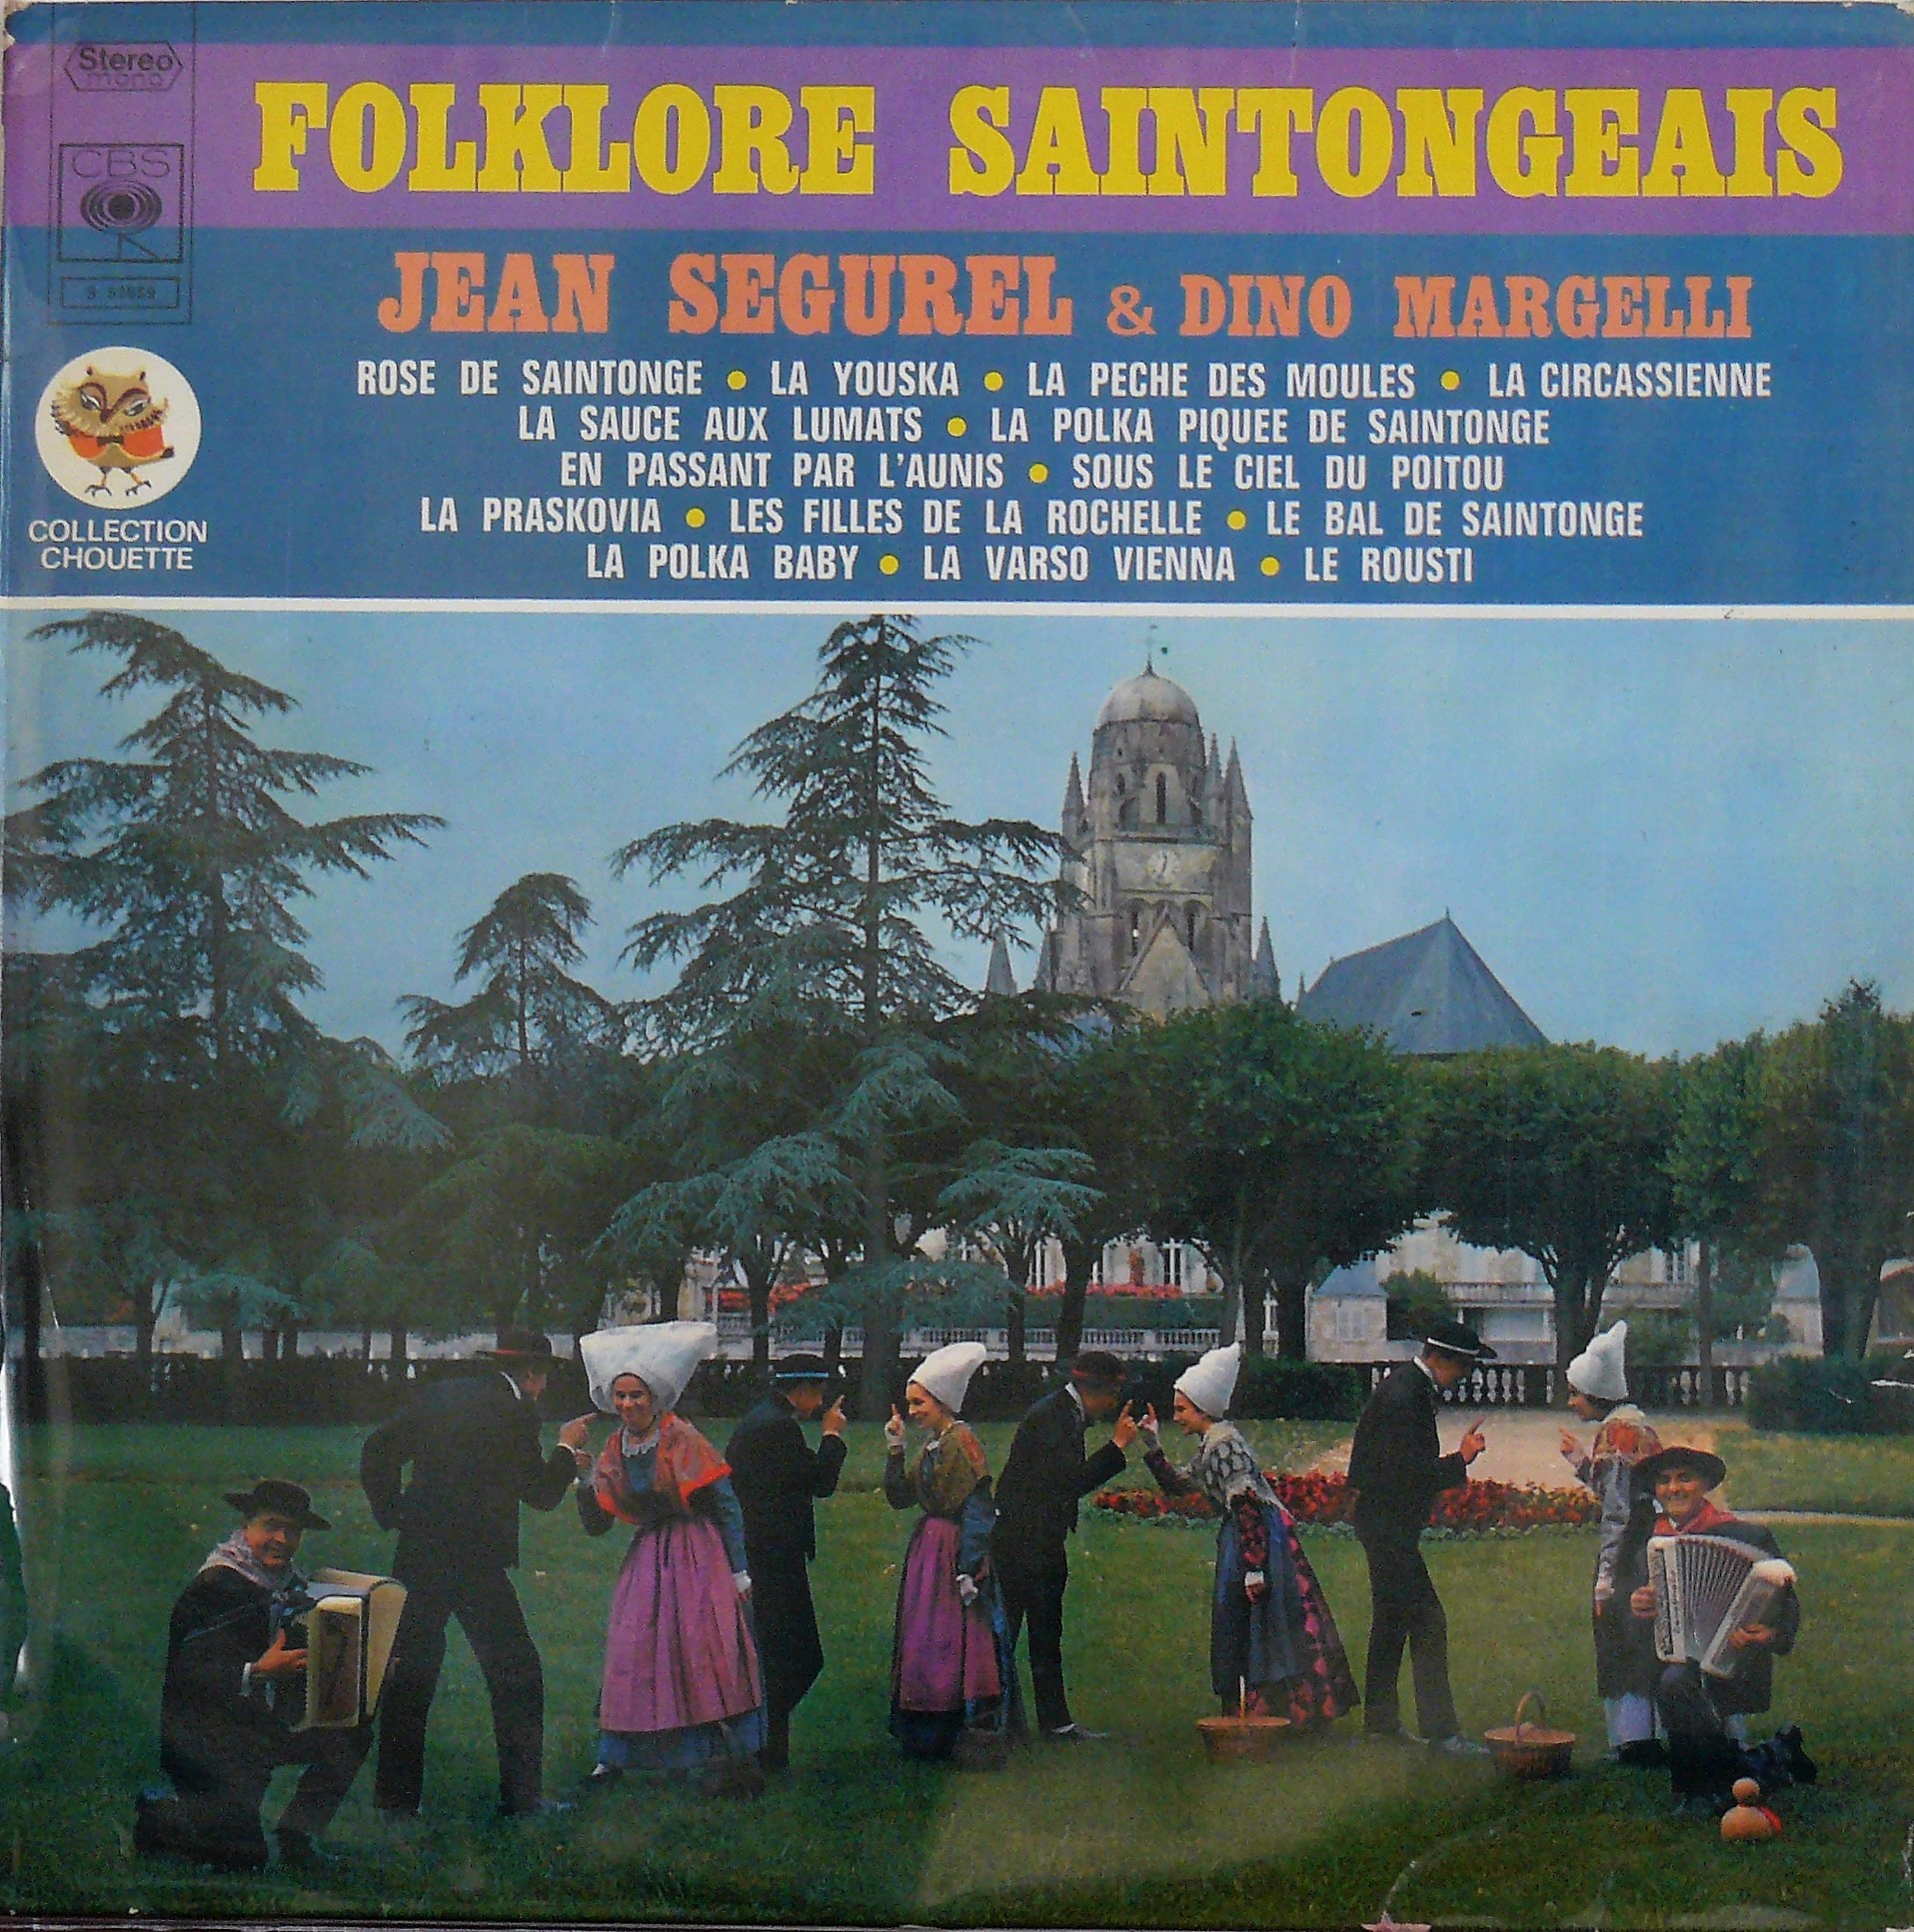 Stereo
mono
FOLKLORE SAINTONGEAIS
CBS
JEAN SEGUREL & DINO MARGELLI
ROSE DE SAINTONGE • LA YOUSKA • LA PECHE DES MOULES • LA CIRCASSIENNE
LA SAUCE AUX LUMATS • LA POLKA PIQUEE DE SAINTONGE
EN PASSANT PAR L'AUNIS • SOUS LE CIEL DU POITOU
LA PRASKOVIA • LES FILLES DE LA ROCHELLE • LE BAL DE SAINTONGE
LA POLKA BABY • LA VARSO VIENNA • LE ROUSTI
COLLECTION
CHOUETTE